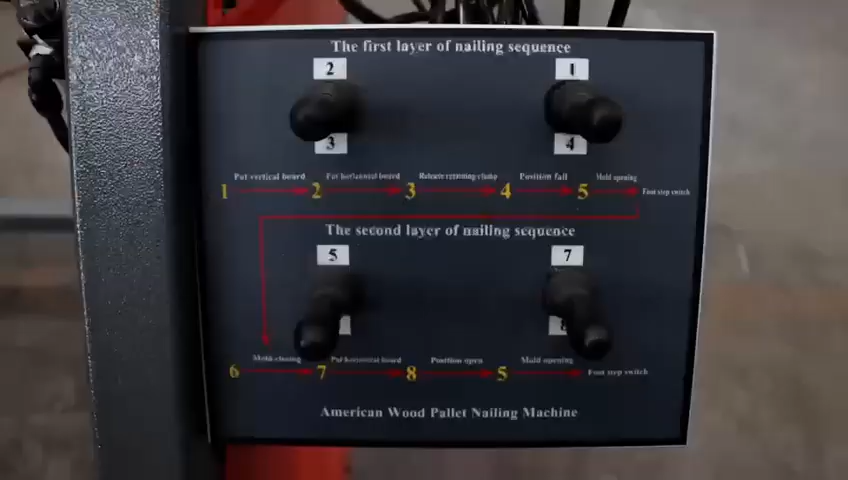 The first layer of nailing sequence
2 1
3 4
Put vertical board Put horizontal board Release retaining clamp Position fall Mold opening
1 2 3 4 5 Foot step switch
The second layer of nailing sequence
5 7
8
Mold closing Put horizontal board Position open Mold opening
6 7 8 5 Foot step switch
American Wood Pallet Nailing Machine